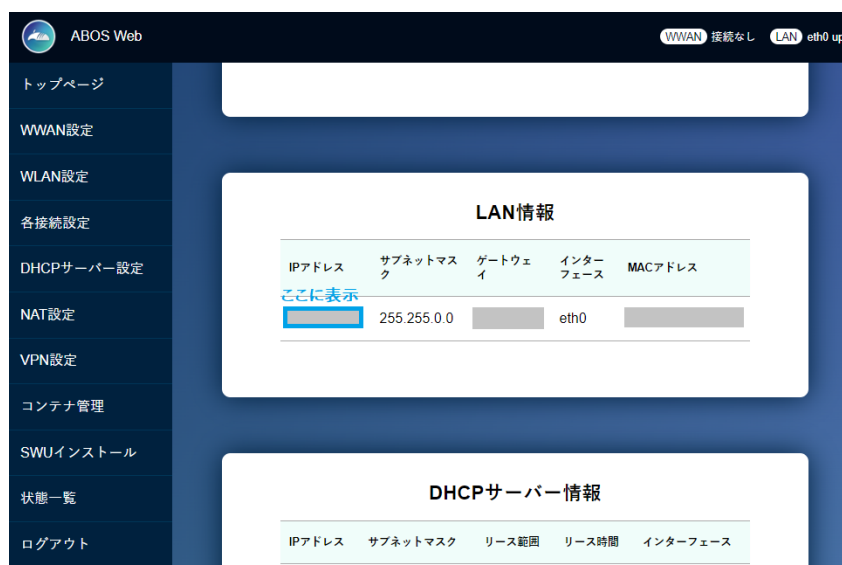 ABOS Web
WWAN 接続なし LAN eth0 up
トップページ
WWAN設定
WLAN設定
各接続設定
DHCPサーバー設定
NAT設定
VPN設定
コンテナ管理
SWUインストール
状態一覧
ログアウト
LAN情報
IPアドレス サブネットマスク ゲートウェイ インターフェース MACアドレス
ここに表示
255.255.0.0 eth0
DHCPサーバー情報
IPアドレス サブネットマスク リース範囲 リース時間 インターフェース